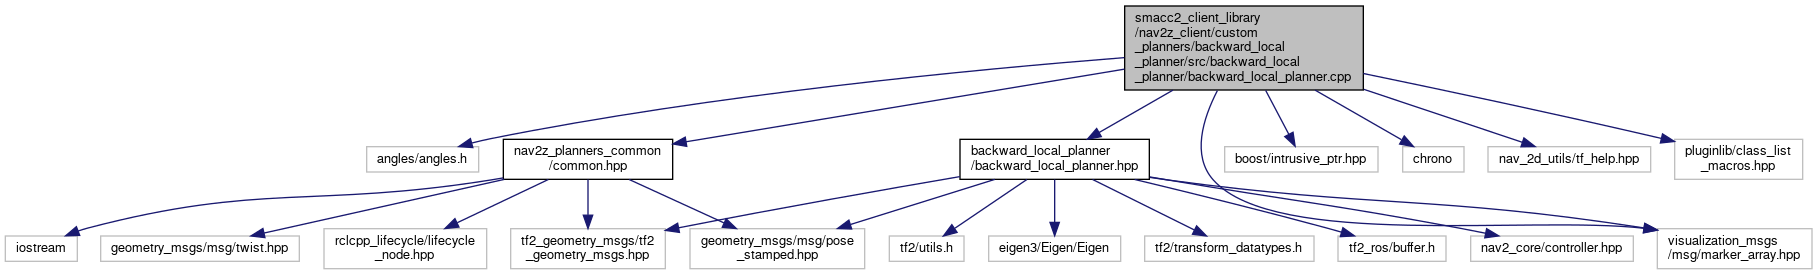 smacc2_client_library
/nav2z_client/custom
_planners/backward_local
_planner/src/backward_local
_planner/backward_local_planner.cpp
angles/angles.h
nav2z_planners_common
/common.hpp
backward_local_planner
/backward_local_planner.hpp
boost/intrusive_ptr.hpp
chrono
nav_2d_utils/tf_help.hpp
pluginlib/class_list
_macros.hpp
iostream
geometry_msgs/msg/twist.hpp
rclcpp_lifecycle/lifecycle
_node.hpp
tf2_geometry_msgs/tf2
_geometry_msgs.hpp
geometry_msgs/msg/pose
_stamped.hpp
tf2/utils.h
eigen3/Eigen/Eigen
tf2/transform_datatypes.h
tf2_ros/buffer.h
nav2_core/controller.hpp
visualization_msgs
/msg/marker_array.hpp